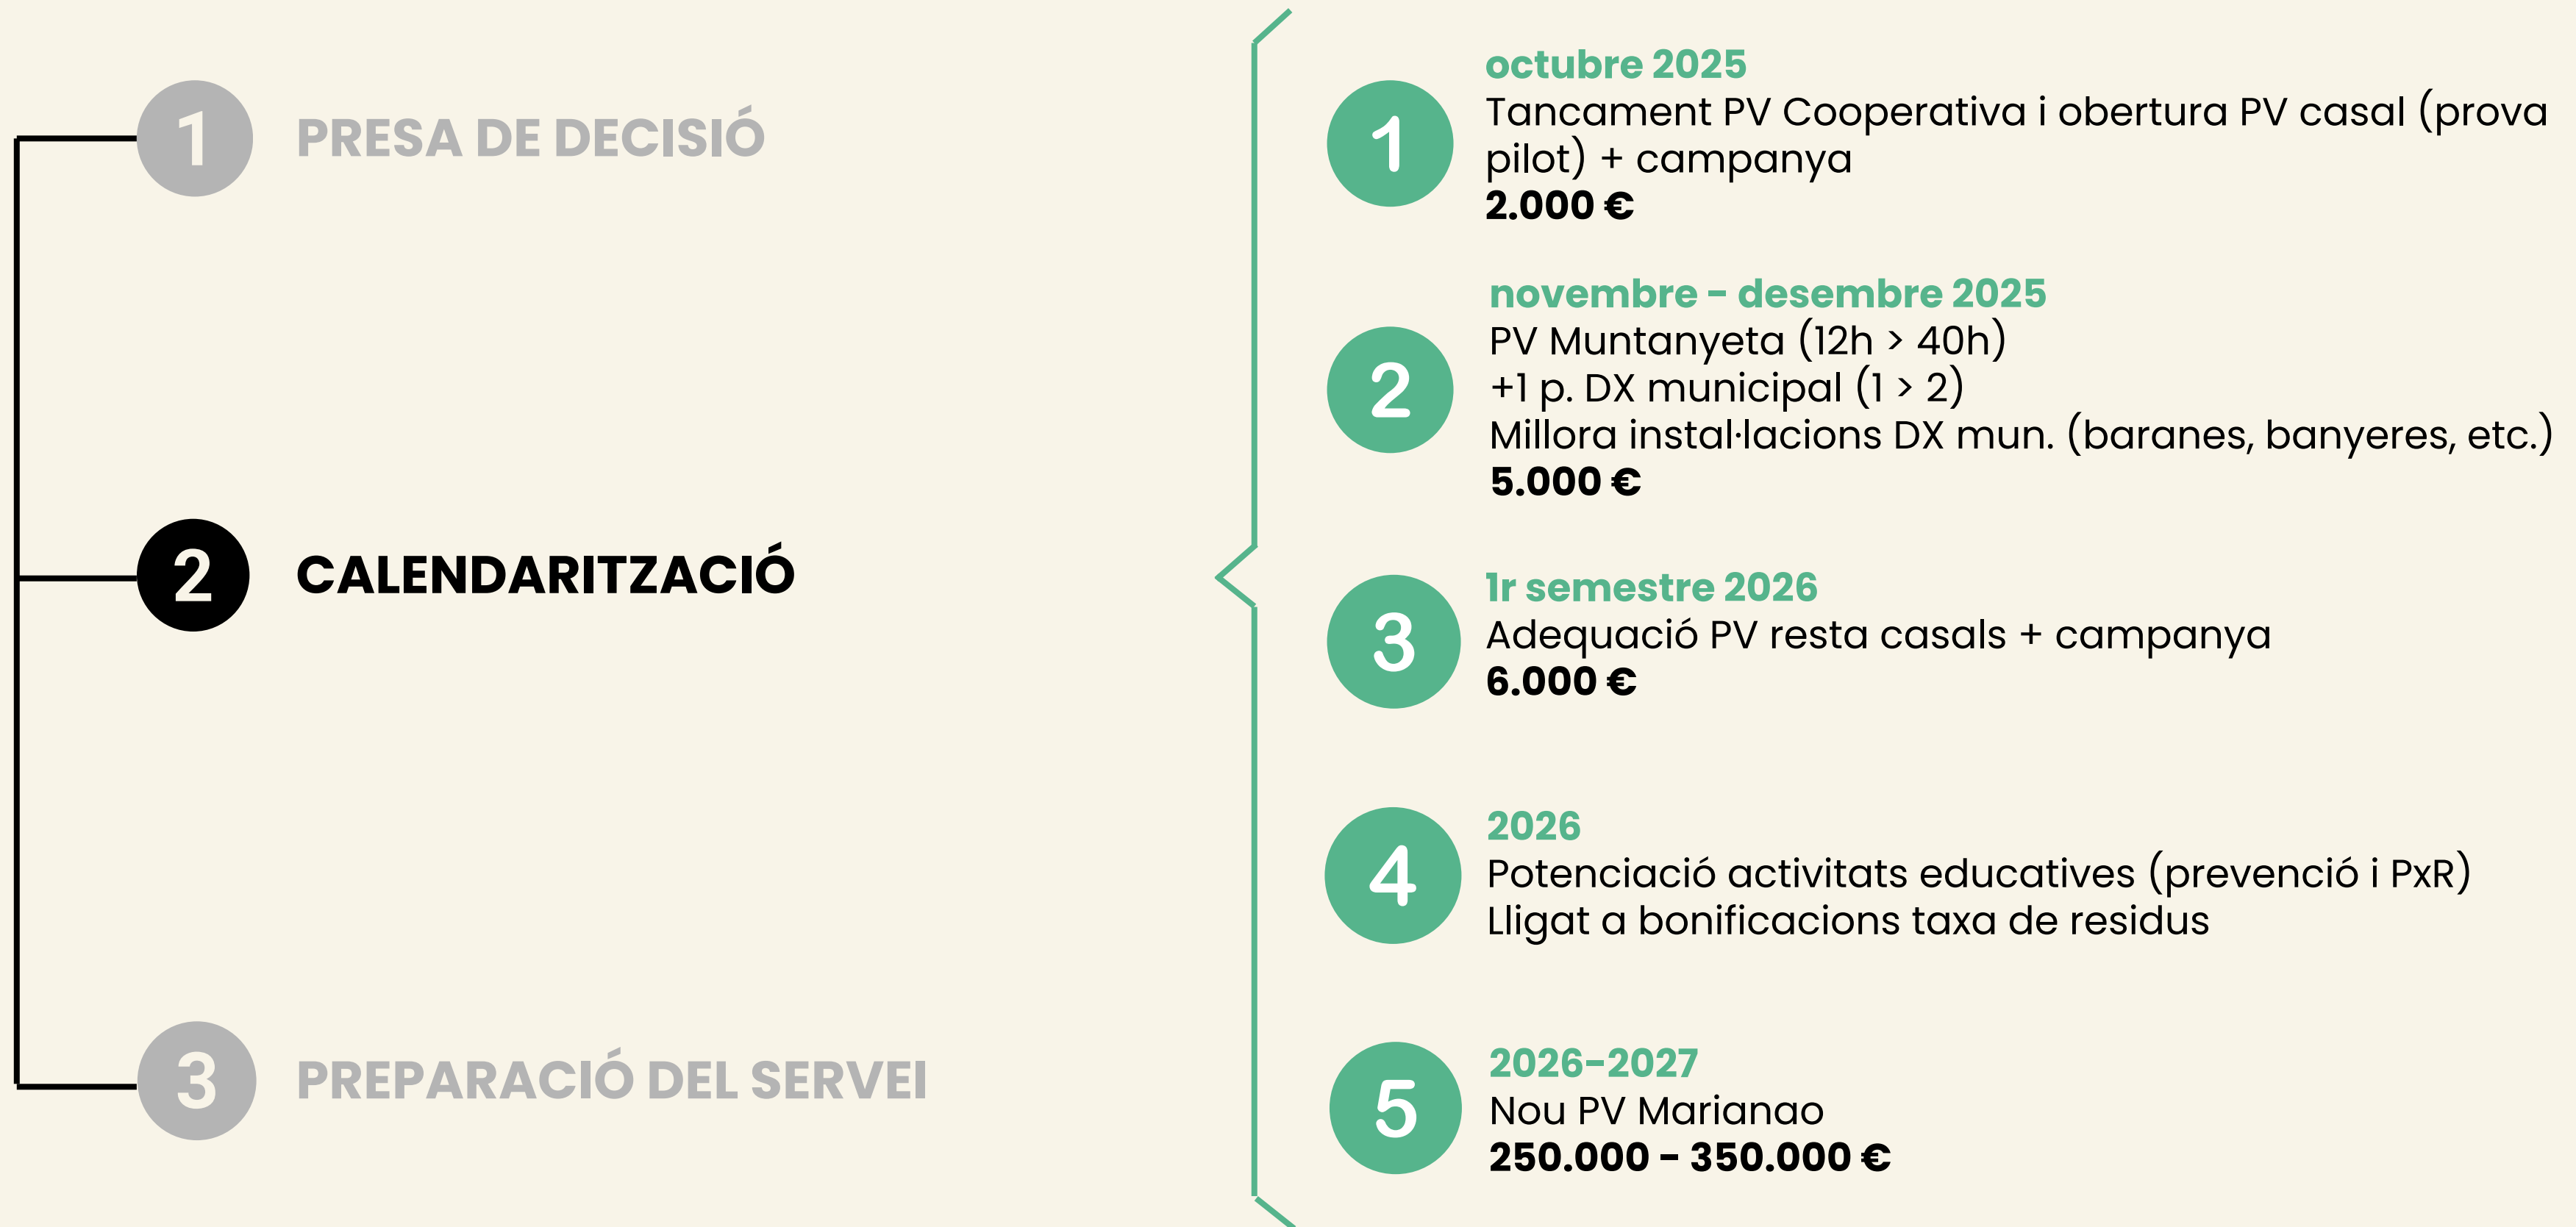 1
PRESA DE DECISIÓ
2
CALENDARITZACIÓ
3
PREPARACIÓ DEL SERVEI
1
octubre 2025
Tancament PV Cooperativa i obertura PV casal (prova
pilot) + campanya
2.000 €
2
novembre - desembre 2025
PV Muntanyeta (12h > 40h)
+1 p. DX municipal (1 > 2)
Millora instal·lacions DX mun. (baranes, banyeres, etc.)
5.000 €
3
1r semestre 2026
Adequació PV resta casals + campanya
6.000 €
4
2026
Potenciació activitats educatives (prevenció i PxR)
Lligat a bonificacions taxa de residus
5
2026-2027
Nou PV Marianao
250.000 - 350.000 €